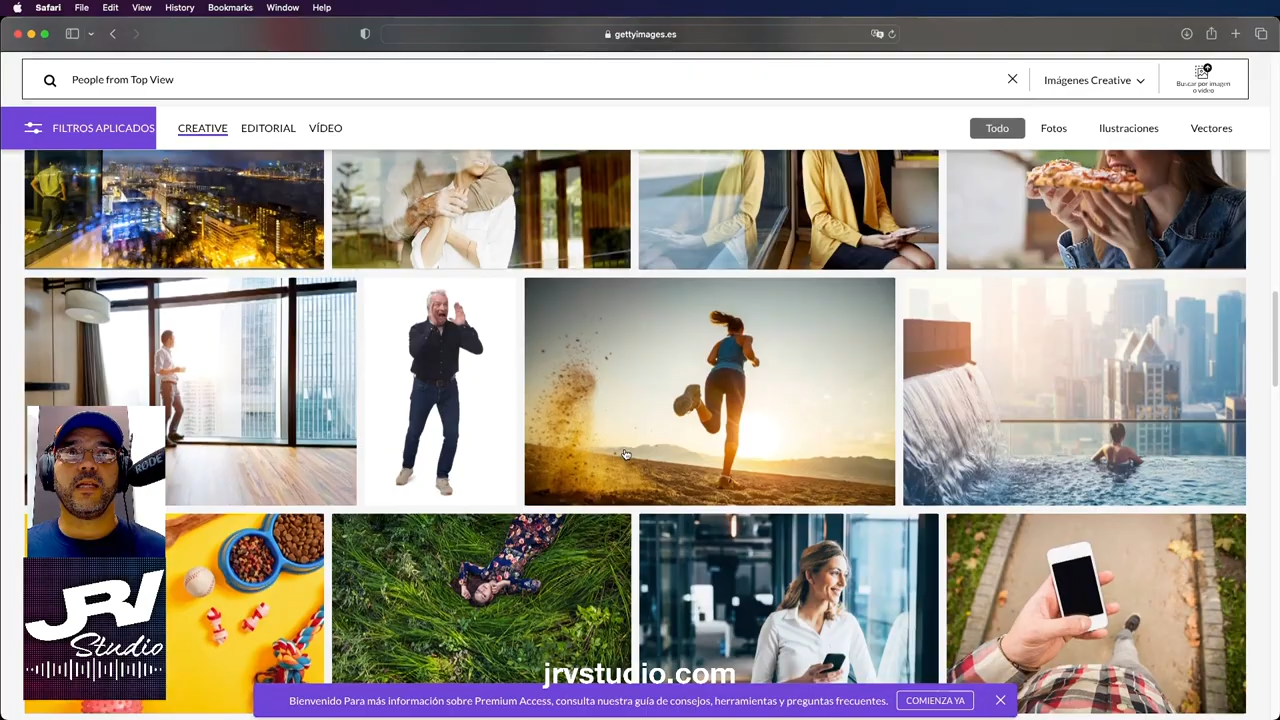 Safari File Edit View History Bookmarks Window Help
gettyimages.es
People from Top View
Imágenes Creative
Buscar por imagen
o vídeo
FILTROS APLICADOS
CREATIVE EDITORIAL VÍDEO
Todo Fotos Ilustraciones Vectores
RODE
JRV
Studio
jrvstudio.com
Bienvenido Para más información sobre Premium Access, consulta nuestra guía de consejos, herramientas y preguntas frecuentes.
COMIENZA YA